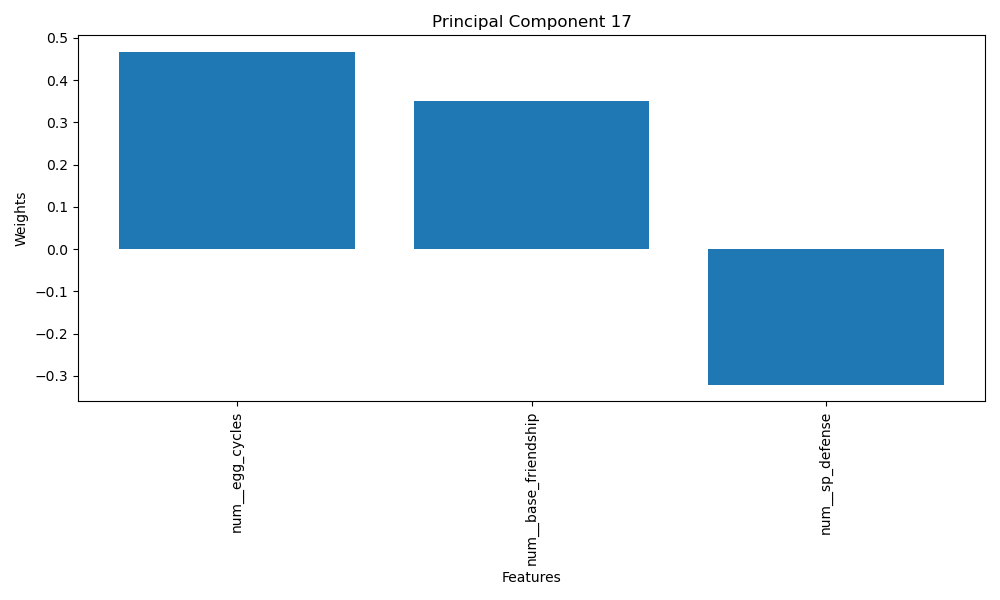 Principal Component 17
0.5
0.4
0.3
0.2
0.1
0.0
−0.1
−0.2
−0.3
Weights
num__egg_cycles
num__base_friendship
num__sp_defense
Features